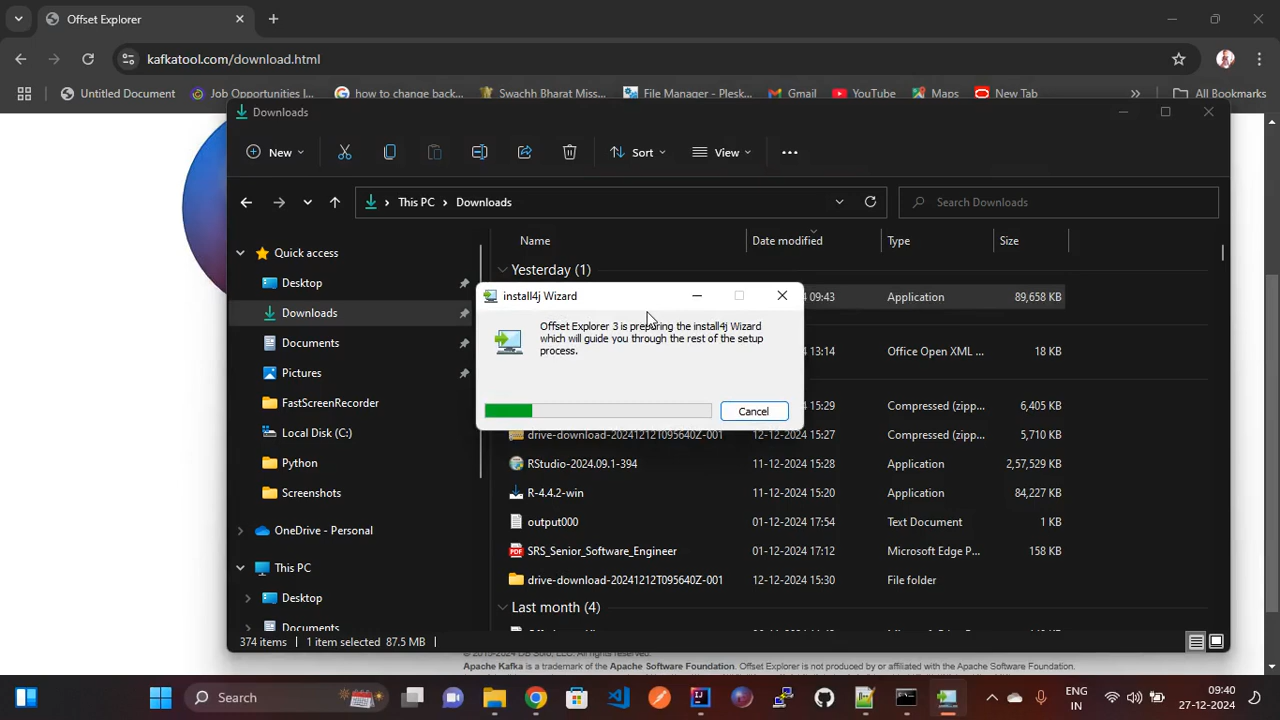 Offset Explorer
kafkatool.com/download.html
Untitled Document
Job Opportunities I...
how to change back...
Swachh Bharat Miss...
File Manager - Plesk...
Gmail
YouTube
Maps
New Tab
All Bookmarks
Downloads
New
Sort
View
This PC
Downloads
Search Downloads
Name
Date modified
Type
Size
Quick access
Desktop
Downloads
Documents
Pictures
FastScreenRecorder
Local Disk (C:)
Python
Screenshots
OneDrive - Personal
This PC
Desktop
Documents
Yesterday (1)
09:43 Application 89,658 KB
13:14 Office Open XML ... 18 KB
15:29 Compressed (zipp... 6,405 KB
drive-download-20241212T095640Z-001 12-12-2024 15:27 Compressed (zipp... 5,710 KB
RStudio-2024.09.1-394 11-12-2024 15:28 Application 2,57,529 KB
R-4.4.2-win 11-12-2024 15:20 Application 84,227 KB
output000 01-12-2024 17:54 Text Document 1 KB
SRS_Senior_Software_Engineer 01-12-2024 17:12 Microsoft Edge P... 158 KB
drive-download-20241212T095640Z-001 12-12-2024 15:30 File folder
Last month (4)
install4j Wizard
Offset Explorer 3 is preparing the install4j Wizard
which will guide you through the rest of the setup
process.
Cancel
374 items
1 item selected 87.5 MB
Apache Kafka is a trademark of the Apache Software Foundation. Offset Explorer is not produced by or affiliated with the Apache Software Foundation.
Search
ENG
IN
09:40
27-12-2024